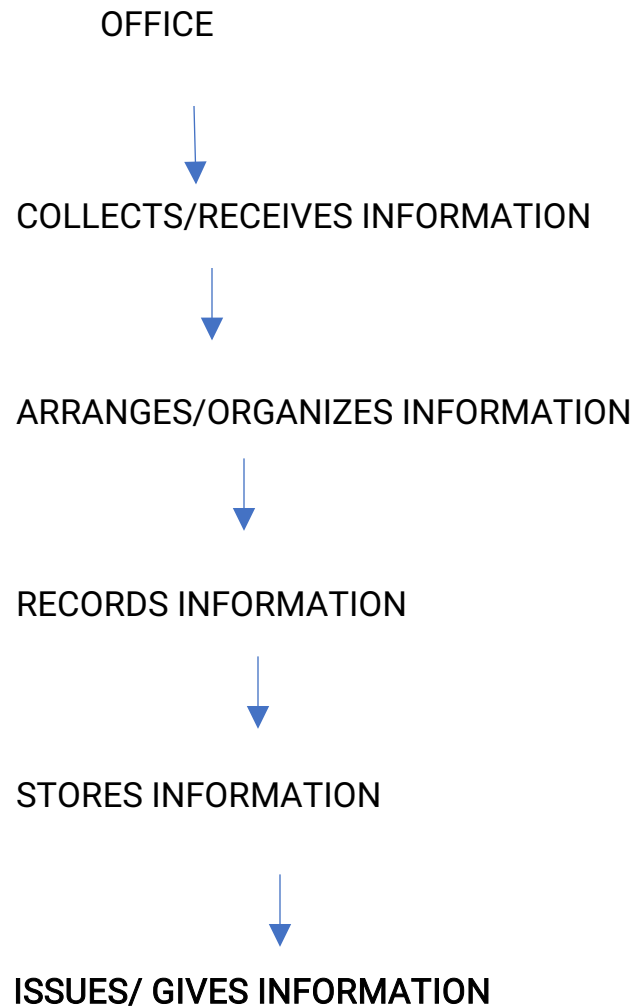 OFFICE
COLLECTS/RECEIVES INFORMATION
ARRANGES/ORGANIZES INFORMATION
RECORDS INFORMATION
STORES INFORMATION
ISSUES/ GIVES INFORMATION